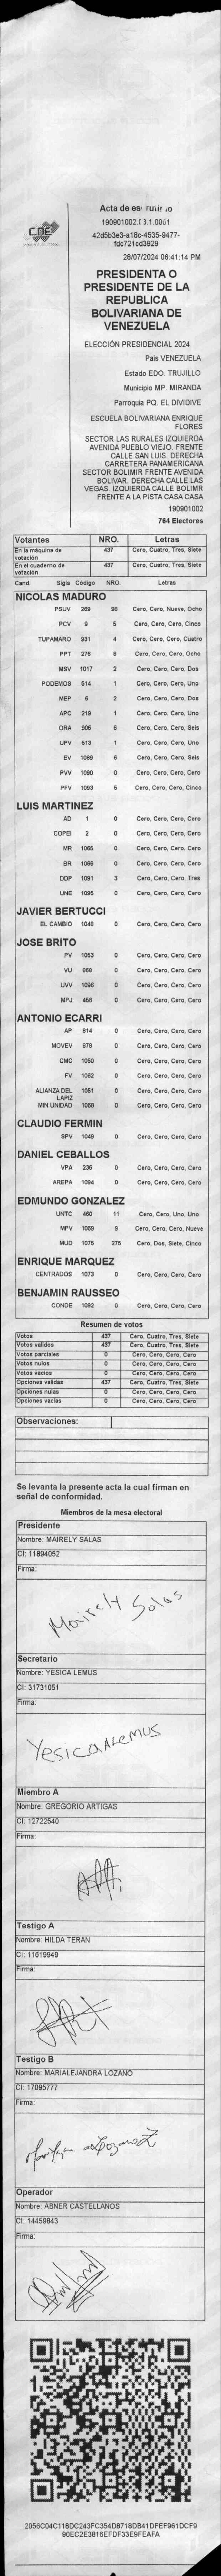 CNE
Acta de escrutinio
190901002.03.1.0001
42d5b3e3-a18c-4535-9477-
fdc721cd3929
28/07/2024 06:41:14 PM
PRESIDENTA O
PRESIDENTE DE LA
REPUBLICA
BOLIVARIANA DE
VENEZUELA
ELECCIÓN PRESIDENCIAL 2024
Pais VENEZUELA
Estado EDO. TRUJILLO
Municipio MP. MIRANDA
Parroquia PQ. EL DIVIDIVE
ESCUELA BOLIVARIANA ENRIQUE
FLORES
SECTOR LAS RURALES IZQUIERDA
AVENIDA PUEBLO VIEJO. FRENTE
CALLE SAN LUIS. DERECHA
CARRETERA PANAMERICANA
SECTOR BOLIMIR FRENTE AVENIDA
BOLIVAR. DERECHA CALLE LAS
VEGAS. IZQUIERDA CALLE BOLIMIR
FRENTE A LA PISTA CASA CASA
190901002
764 Electores
Votantes NRO. Letras
En la máquina de votación 437 Cero, Cuatro, Tres, Siete
En el cuaderno de votación 437 Cero, Cuatro, Tres, Siete
Cand. Sigla Código NRO. Letras
NICOLAS MADURO
PSUV 269 98 Cero, Cero, Nueve, Ocho
PCV 9 5 Cero, Cero, Cero, Cinco
TUPAMARO 931 4 Cero, Cero, Cero, Cuatro
PPT 276 8 Cero, Cero, Cero, Ocho
MSV 1017 2 Cero, Cero, Cero, Dos
PODEMOS 514 1 Cero, Cero, Cero, Uno
MEP 6 2 Cero, Cero, Cero, Dos
APC 219 1 Cero, Cero, Cero, Uno
ORA 905 6 Cero, Cero, Cero, Seis
UPV 613 1 Cero, Cero, Cero, Uno
EV 1089 6 Cero, Cero, Cero, Seis
PVV 1090 0 Cero, Cero, Cero, Cero
PFV 1093 5 Cero, Cero, Cero, Cinco
LUIS MARTINEZ
AD 1 0 Cero, Cero, Cero, Cero
COPEI 2 0 Cero, Cero, Cero, Cero
MR 1065 0 Cero, Cero, Cero, Cero
BR 1066 0 Cero, Cero, Cero, Cero
DDP 1091 3 Cero, Cero, Cero, Tres
UNE 1095 0 Cero, Cero, Cero, Cero
JAVIER BERTUCCI
EL CAMBIO 1048 0 Cero, Cero, Cero, Cero
JOSE BRITO
PV 1053 0 Cero, Cero, Cero, Cero
VU 868 0 Cero, Cero, Cero, Cero
UVV 1096 0 Cero, Cero, Cero, Cero
MPJ 458 0 Cero, Cero, Cero, Cero
ANTONIO ECARRI
AP 814 0 Cero, Cero, Cero, Cero
MOVEV 978 0 Cero, Cero, Cero, Cero
CMC 1050 0 Cero, Cero, Cero, Cero
FV 1062 0 Cero, Cero, Cero, Cero
ALIANZA DEL LAPIZ 1051 0 Cero, Cero, Cero, Cero
MIN UNIDAD 1068 0 Cero, Cero, Cero, Cero
CLAUDIO FERMIN
SPV 1049 0 Cero, Cero, Cero, Cero
DANIEL CEBALLOS
VPA 236 0 Cero, Cero, Cero, Cero
AREPA 1094 0 Cero, Cero, Cero, Cero
EDMUNDO GONZALEZ
UNTC 460 11 Cero, Cero, Uno, Uno
MPV 1069 9 Cero, Cero, Cero, Nueve
MUD 1075 275 Cero, Dos, Siete, Cinco
ENRIQUE MARQUEZ
CENTRADOS 1073 0 Cero, Cero, Cero, Cero
BENJAMIN RAUSSEO
CONDE 1092 0 Cero, Cero, Cero, Cero
Resumen de votos
Votos 437 Cero, Cuatro, Tres, Siete
Votos validos 437 Cero, Cuatro, Tres, Siete
Votos parciales 0 Cero, Cero, Cero, Cero
Votos nulos 0 Cero, Cero, Cero, Cero
Votos vacios 0 Cero, Cero, Cero, Cero
Opciones validas 437 Cero, Cuatro, Tres, Siete
Opciones nulas 0 Cero, Cero, Cero, Cero
Opciones vacias 0 Cero, Cero, Cero, Cero
Observaciones:
Se levanta la presente acta la cual firman en
señal de conformidad.
Miembros de la mesa electoral
Presidente
Nombre: MAIRELY SALAS
CI: 11894052
Firma:
Mairely Salas
Secretario
Nombre: YESICA LEMUS
CI: 31731051
Firma:
Yesica Lemus
Miembro A
Nombre: GREGORIO ARTIGAS
CI: 12722540
Firma:
Testigo A
Nombre: HILDA TERAN
CI: 11619949
Firma:
Testigo B
Nombre: MARIALEJANDRA LOZANO
CI: 17095777
Firma:
Operador
Nombre: ABNER CASTELLANOS
CI: 14459843
Firma:
2056C04C118DC243FC354D8718DB41DFEF961DCF9
90EC2E3816EFDF33E9FEAFA